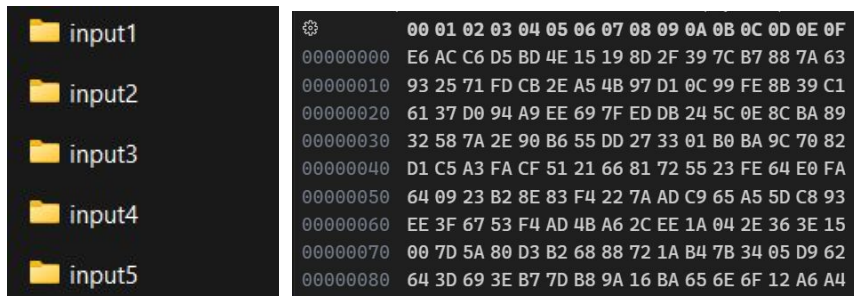 input1
input2
input3
input4
input5
00 01 02 03 04 05 06 07 08 09 0A 0B 0C 0D 0E 0F
00000000 E6 AC C6 D5 BD 4E 15 19 8D 2F 39 7C B7 88 7A 63
00000010 93 25 71 FD CB 2E A5 4B 97 D1 0C 99 FE 8B 39 C1
00000020 61 37 D0 94 A9 EE 69 7F ED DB 24 5C 0E 8C BA 89
00000030 32 58 7A 2E 90 B6 55 DD 27 33 01 B0 BA 9C 70 82
00000040 D1 C5 A3 FA CF 51 21 66 81 72 55 23 FE 64 E0 FA
00000050 64 09 23 B2 8E 83 F4 22 7A AD C9 65 A5 5D C8 93
00000060 EE 3F 67 53 F4 AD 4B A6 2C EE 1A 04 2E 36 3E 15
00000070 00 7D 5A 80 D3 B2 68 88 72 1A B4 7B 34 05 D9 62
00000080 64 3D 69 3E B7 7D B8 9A 16 BA 65 6E 6F 12 A6 A4